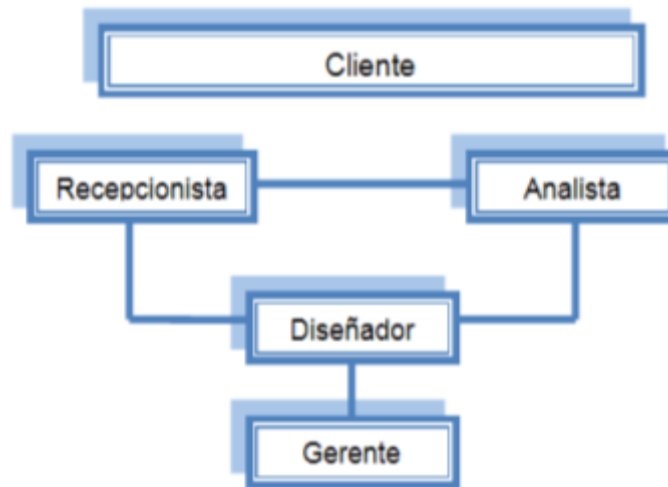 Cliente
Recepcionista
Analista
Diseñador
Gerente